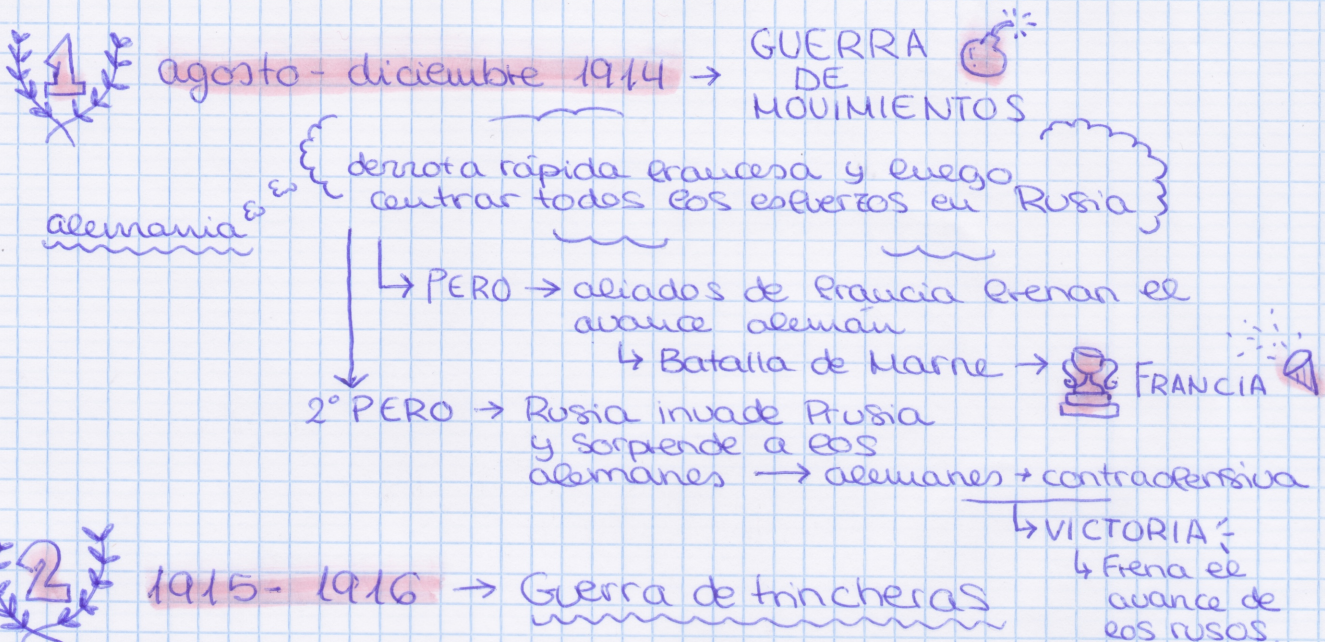 1 agosto - diciembre 1914 → GUERRA
DE
MOVIMIENTOS
derrota rápida francesa y luego
centrar todos los esfuerzos en Rusia
alemania
↳ PERO → aliados de francia frenan el
avance alemán
↳ Batalla de Marne → FRANCIA
2º PERO → Rusia invade Prusia
y sorprende a los
alemanes → alemanes → contraofensiva
↳ VICTORIA
↳ Frena el
avance de
los rusos
2 1915 - 1916 → Guerra de trincheras